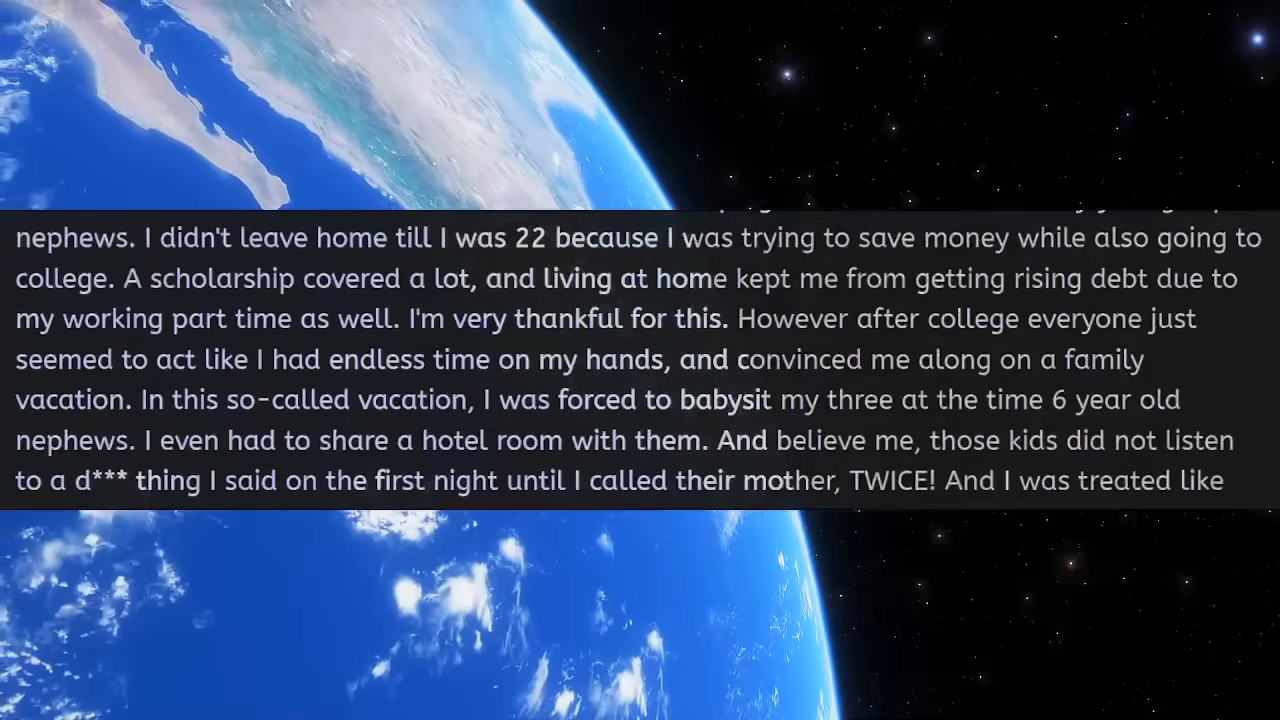 nephews. I didn't leave home till I was 22 because I was trying to save money while also going to
college. A scholarship covered a lot, and living at home kept me from getting rising debt due to
my working part time as well. I'm very thankful for this. However after college everyone just
seemed to act like I had endless time on my hands, and convinced me along on a family
vacation. In this so-called vacation, I was forced to babysit my three at the time 6 year old
nephews. I even had to share a hotel room with them. And believe me, those kids did not listen
to a d*** thing I said on the first night until I called their mother, TWICE! And I was treated like